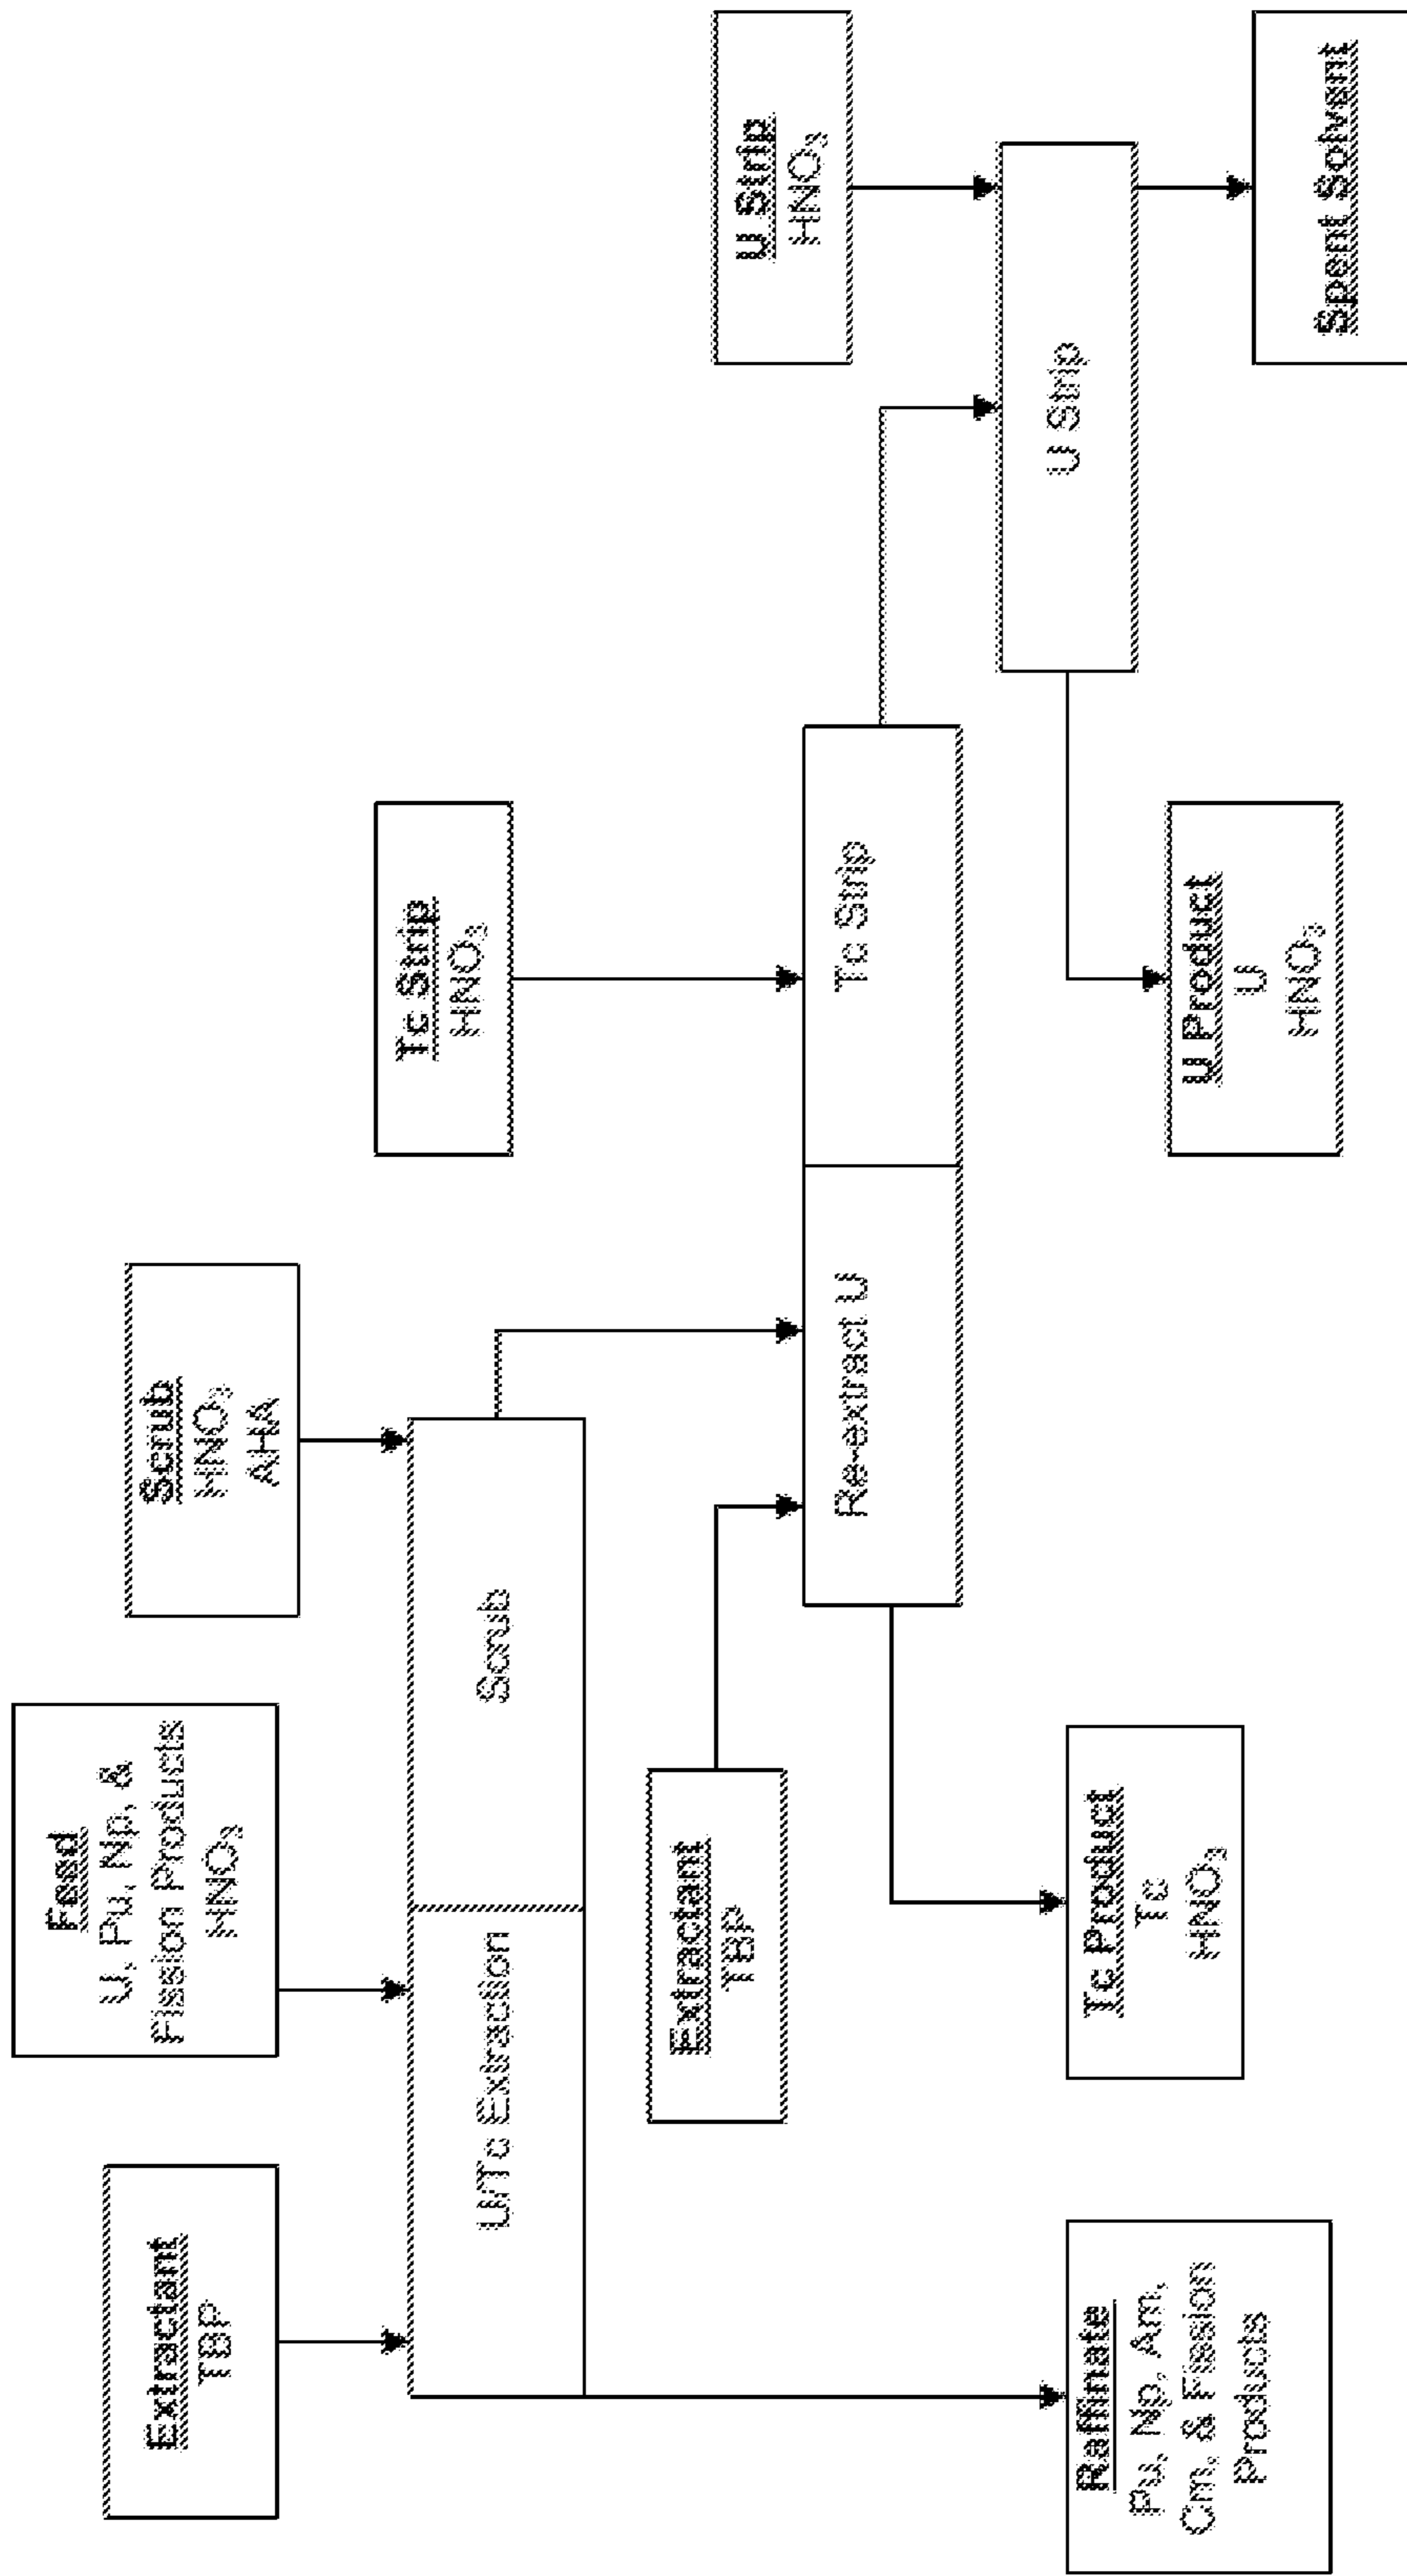 Extractant
TBP
Feed
U, Pu, Np, &
Fission Products
HNO₃
Scrub
HNO₃
AHA
Tc Strip
HNO₃
U Strip
HNO₃
U/Tc Extraction
Scrub
Extractant
TBP
Re-extract U
Tc Strip
U Strip
Raffinate
Pu, Np, Am,
Cm, & Fission
Products
Tc Product
Tc
HNO₃
U Product
U
HNO₃
Spent Solvent